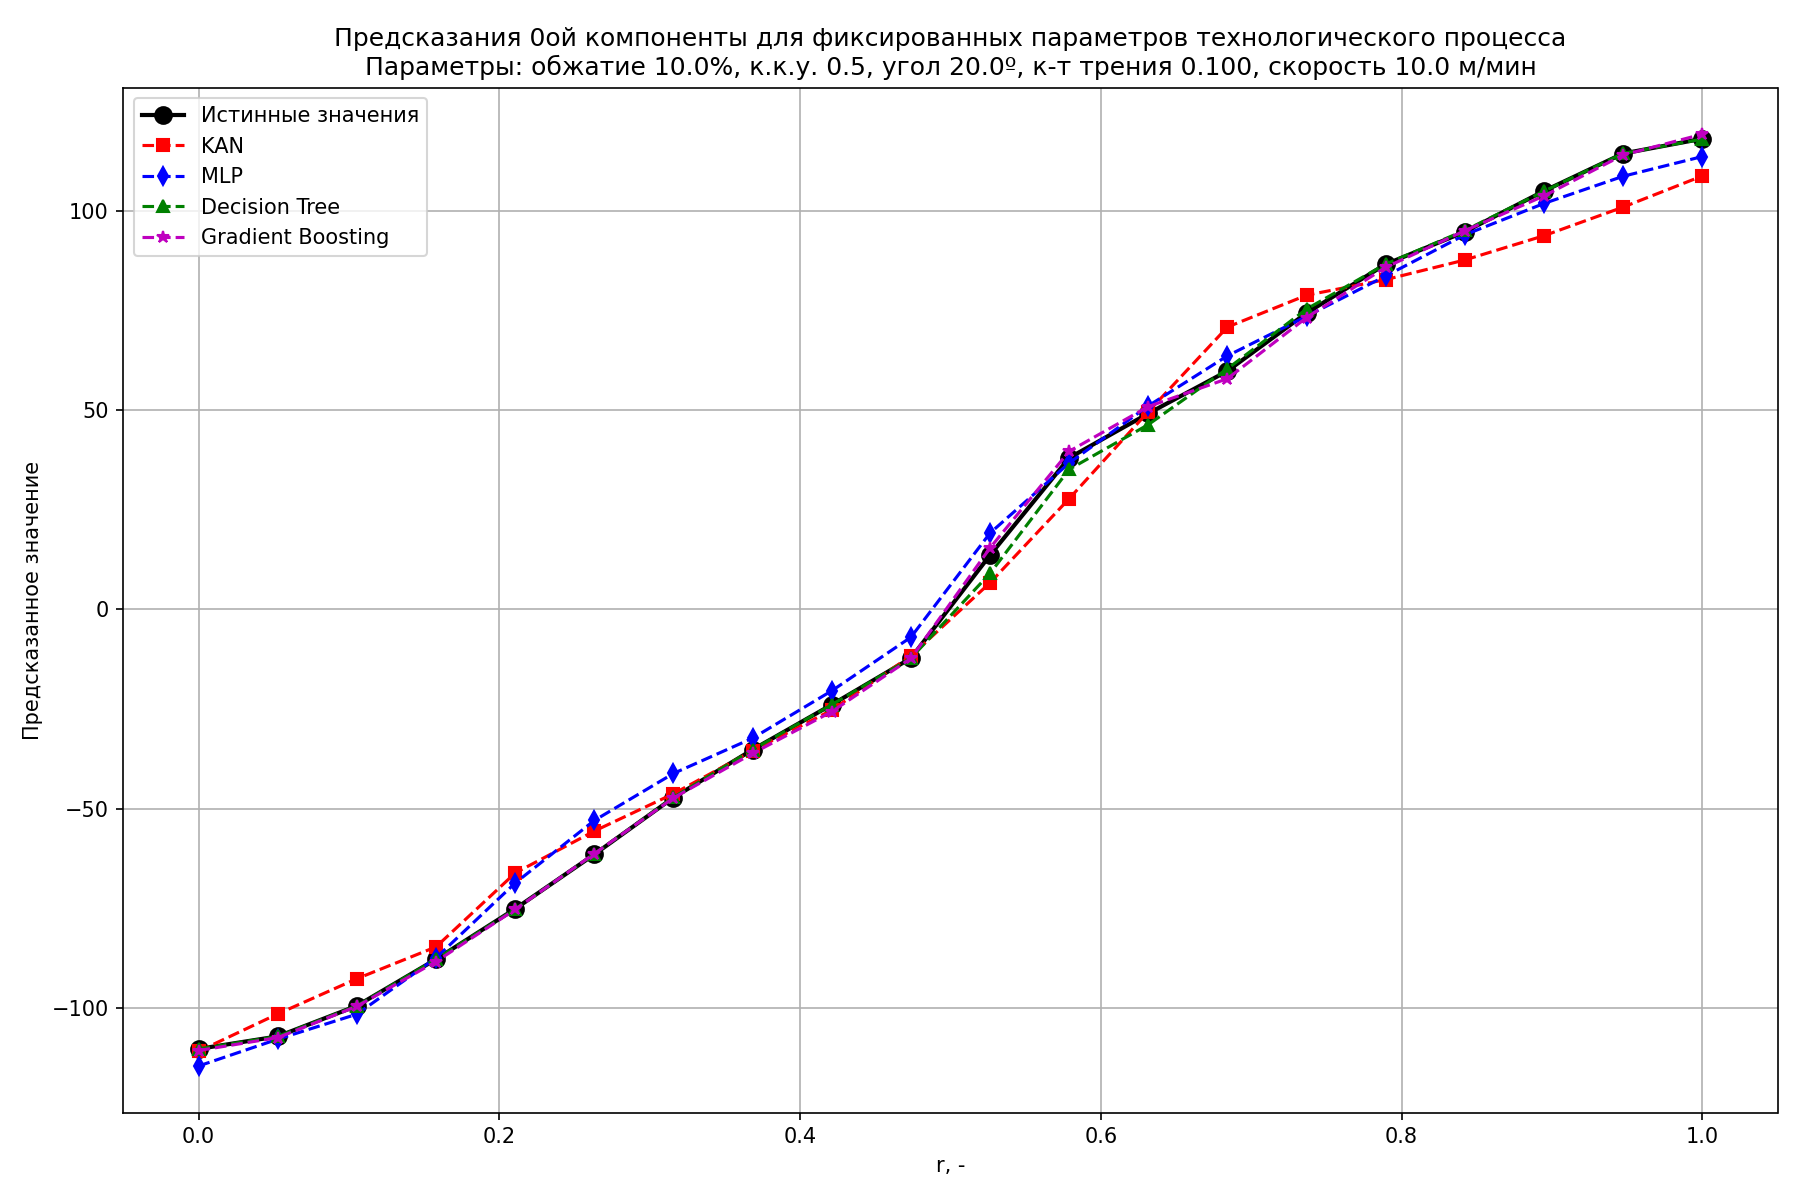 Предсказания 0ой компоненты для фиксированных параметров технологического процесса
Параметры: обжатие 10.0%, к.к.у. 0.5, угол 20.0º, к-т трения 0.100, скорость 10.0 м/мин
Истинные значения
KAN
MLP
Decision Tree
Gradient Boosting
Предсказанное значение
100
50
0
−50
−100
0.0
0.2
0.4
0.6
0.8
1.0
r, -